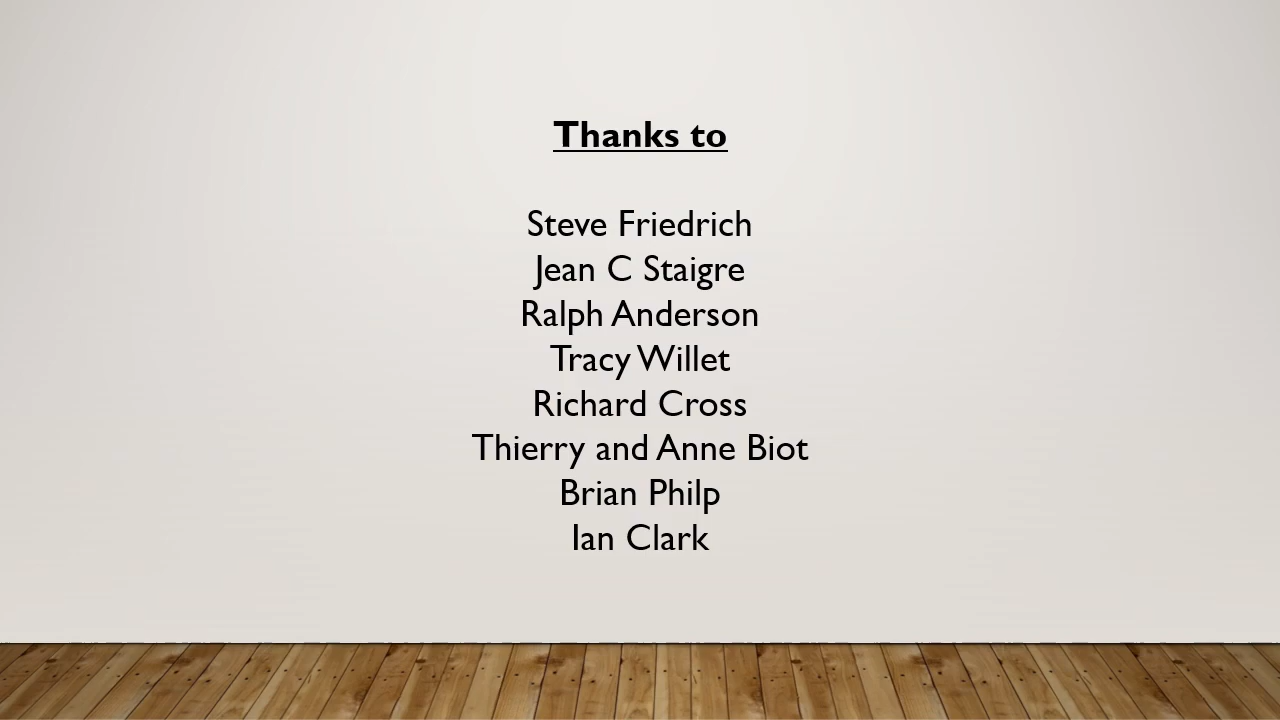 Thanks to
Steve Friedrich
Jean C Staigre
Ralph Anderson
Tracy Willet
Richard Cross
Thierry and Anne Biot
Brian Philp
Ian Clark